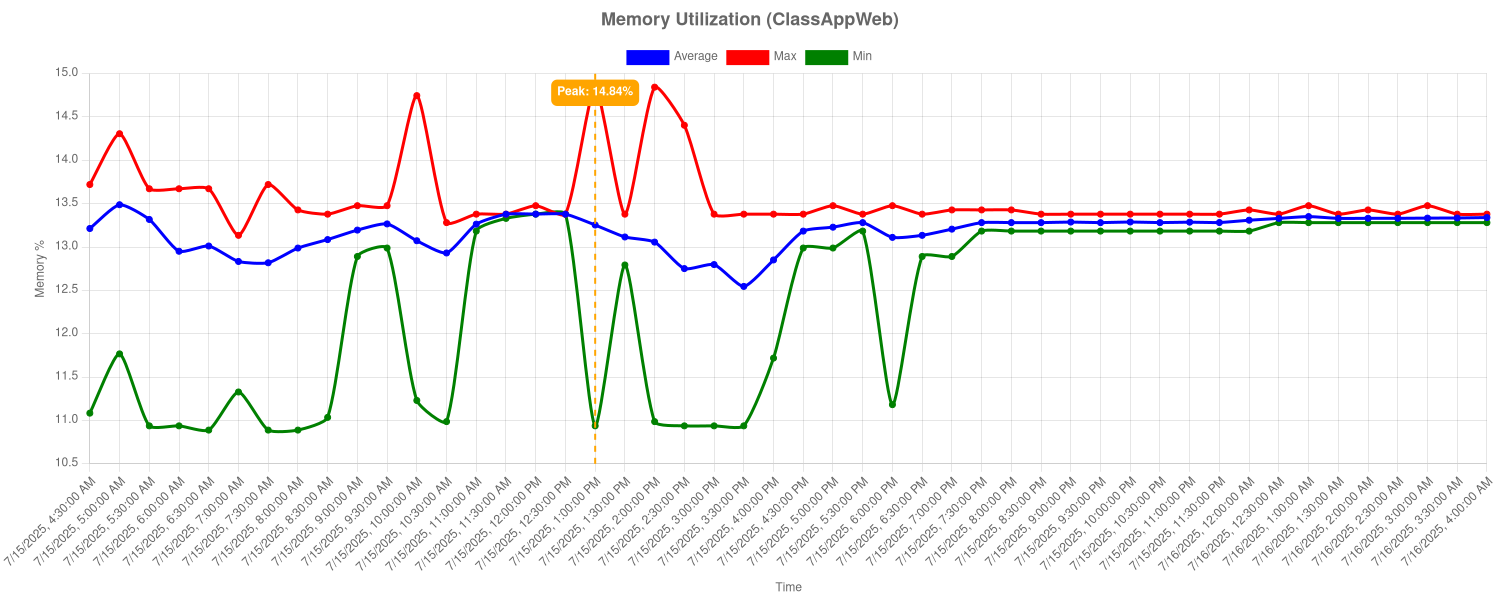 Memory Utilization (ClassAppWeb)
Average Max Min
Peak: 14.84%
15.0
14.5
14.0
13.5
13.0
12.5
12.0
11.5
11.0
10.5
Memory %
7/15/2025, 4:30:00 AM
7/15/2025, 5:00:00 AM
7/15/2025, 5:30:00 AM
7/15/2025, 6:00:00 AM
7/15/2025, 6:30:00 AM
7/15/2025, 7:00:00 AM
7/15/2025, 7:30:00 AM
7/15/2025, 8:00:00 AM
7/15/2025, 8:30:00 AM
7/15/2025, 9:00:00 AM
7/15/2025, 9:30:00 AM
7/15/2025, 10:00:00 AM
7/15/2025, 10:30:00 AM
7/15/2025, 11:00:00 AM
7/15/2025, 11:30:00 AM
7/15/2025, 12:00:00 PM
7/15/2025, 12:30:00 PM
7/15/2025, 1:00:00 PM
7/15/2025, 1:30:00 PM
7/15/2025, 2:00:00 PM
7/15/2025, 2:30:00 PM
7/15/2025, 3:00:00 PM
7/15/2025, 3:30:00 PM
7/15/2025, 4:00:00 PM
7/15/2025, 4:30:00 PM
7/15/2025, 5:00:00 PM
7/15/2025, 5:30:00 PM
7/15/2025, 6:00:00 PM
7/15/2025, 6:30:00 PM
7/15/2025, 7:00:00 PM
7/15/2025, 7:30:00 PM
7/15/2025, 8:00:00 PM
7/15/2025, 8:30:00 PM
7/15/2025, 9:00:00 PM
7/15/2025, 9:30:00 PM
7/15/2025, 10:00:00 PM
7/15/2025, 10:30:00 PM
7/15/2025, 11:00:00 PM
7/15/2025, 11:30:00 PM
7/16/2025, 12:00:00 AM
7/16/2025, 12:30:00 AM
7/16/2025, 1:00:00 AM
7/16/2025, 1:30:00 AM
7/16/2025, 2:00:00 AM
7/16/2025, 2:30:00 AM
7/16/2025, 3:00:00 AM
7/16/2025, 3:30:00 AM
7/16/2025, 4:00:00 AM
Time